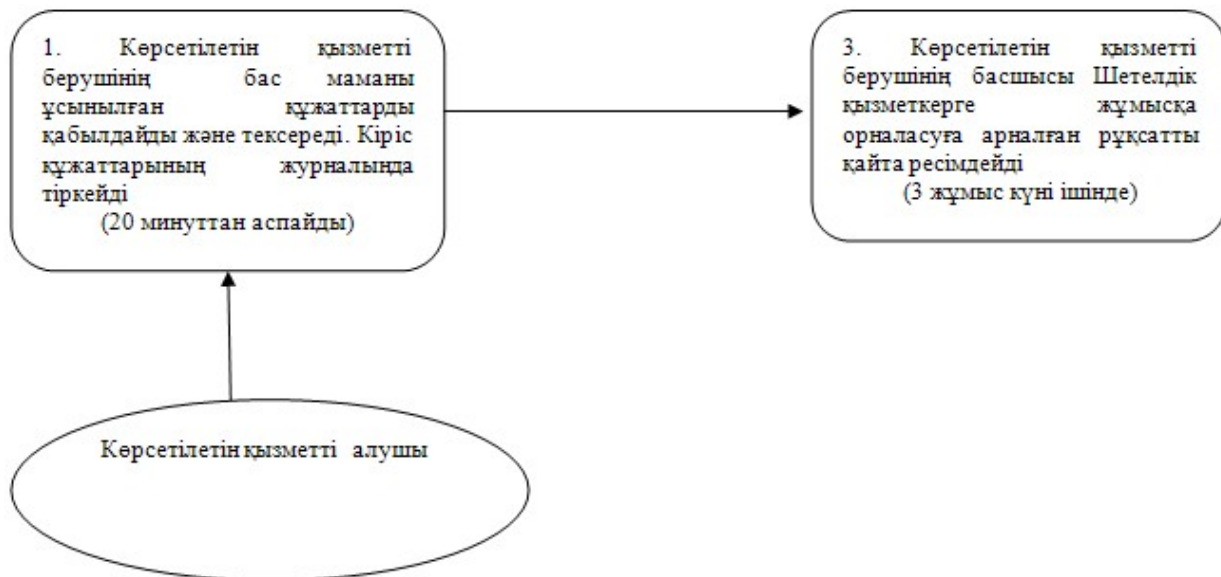 1. Көрсетілетін қызметті
берушінің бас маманы
ұсынылған құжаттарды
қабылдайды және тексереді. Кіріс
құжаттарының журналында
тіркейді
(20 минуттан аспайды)
3. Көрсетілетін қызметті
берушінің басшысы Шетелдік
қызметкерге жұмысқа
орналасуға арналған рұқсатты
қайта ресімдейді
(3 жұмыс күні ішінде)
Көрсетілетін қызметті алушы